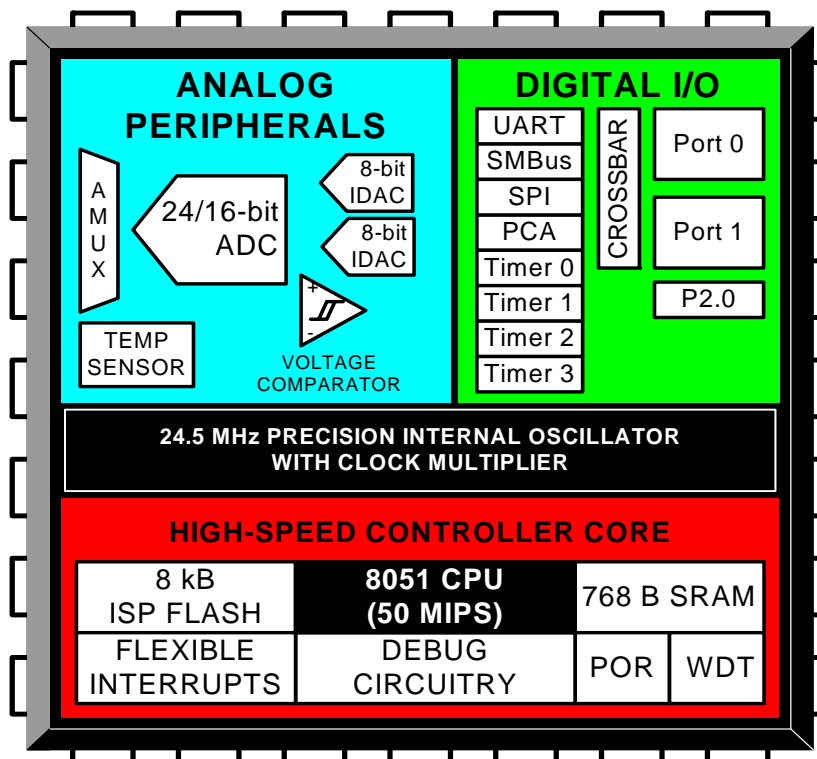 ANALOG
PERIPHERALS
A
M
U
X
24/16-bit
ADC
8-bit
IDAC
8-bit
IDAC
+
-
TEMP
SENSOR
VOLTAGE
COMPARATOR
DIGITAL I/O
UART
SMBus
SPI
PCA
Timer 0
Timer 1
Timer 2
Timer 3
CROSSBAR
Port 0
Port 1
P2.0
24.5 MHz PRECISION INTERNAL OSCILLATOR
WITH CLOCK MULTIPLIER
HIGH-SPEED CONTROLLER CORE
8 kB
ISP FLASH
8051 CPU
(50 MIPS)
768 B SRAM
FLEXIBLE
INTERRUPTS
DEBUG
CIRCUITRY
POR
WDT